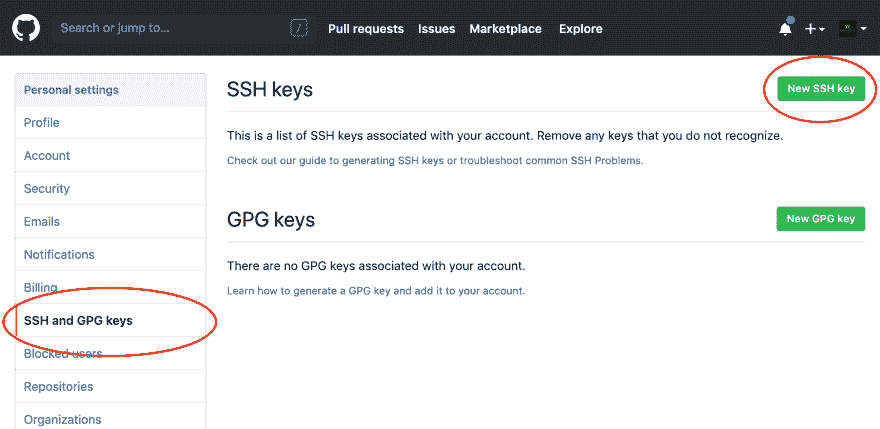 Search or jump to... / Pull requests Issues Marketplace Explore
Personal settings
Profile
Account
Security
Emails
Notifications
Billing
SSH and GPG keys
Blocked users
Repositories
Organizations
SSH keys New SSH key
This is a list of SSH keys associated with your account. Remove any keys that you do not recognize.
Check out our guide to generating SSH keys or troubleshoot common SSH Problems.
GPG keys New GPG key
There are no GPG keys associated with your account.
Learn how to generate a GPG key and add it to your account.